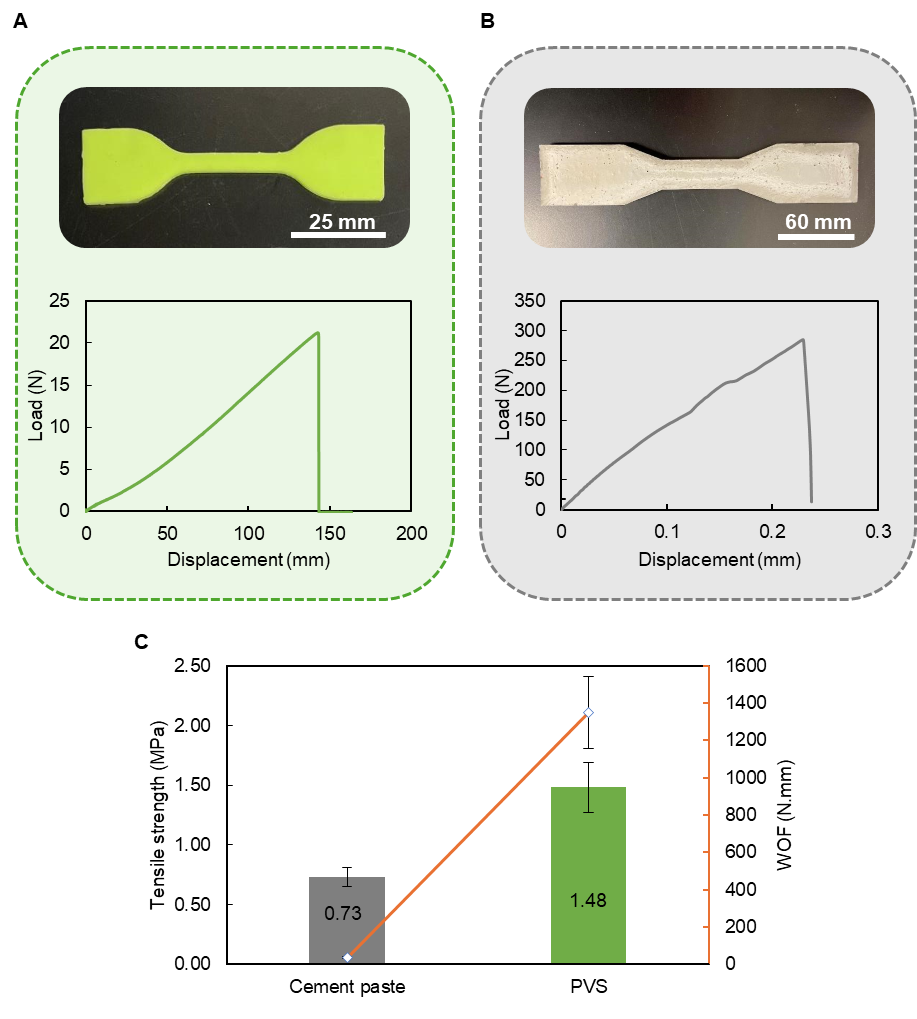 A
25 mm
25
20
15
10
5
0
Load (N)
0 50 100 150 200
Displacement (mm)
B
60 mm
350
300
250
200
150
100
50
0
Load (N)
0 0.1 0.2 0.3
Displacement (mm)
C
2.50
2.00
1.50
1.00
0.50
0.00
Tensile strength (MPa)
0.73
1.48
1600
1400
1200
1000
800
600
400
200
0
WOF (N.mm)
Cement paste PVS